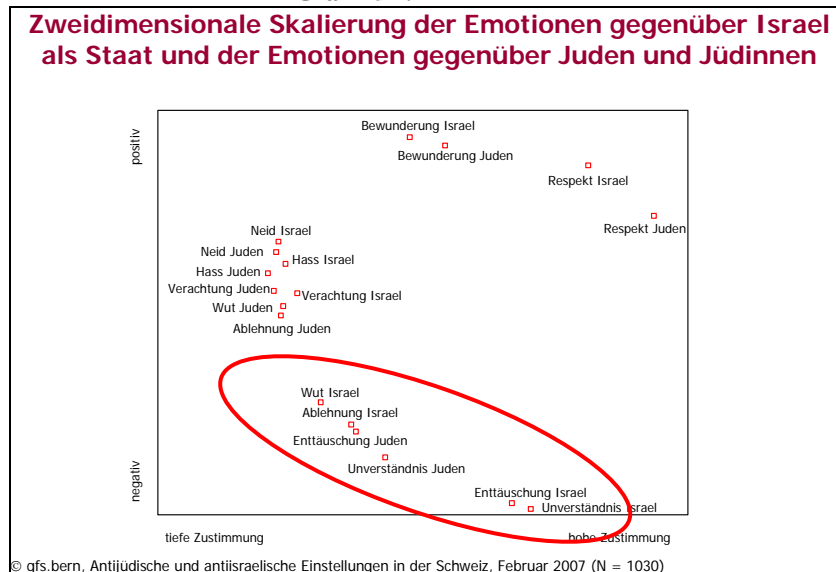 Zweidimensionale Skalierung der Emotionen gegenüber Israel
als Staat und der Emotionen gegenüber Juden und Jüdinnen
positiv
Bewunderung Israel
Bewunderung Juden
Respekt Israel
Respekt Juden
Neid Israel
Neid Juden
Hass Israel
Hass Juden
Verachtung Juden
Verachtung Israel
Wut Juden
Ablehnung Juden
Wut Israel
Ablehnung Israel
Enttäuschung Juden
Unverständnis Juden
Enttäuschung Israel
Unverständnis Israel
negativ
tiefe Zustimmung
hohe Zustimmung
© gfs.bern, Antijüdische und antiisraelische Einstellungen in der Schweiz, Februar 2007 (N = 1030)